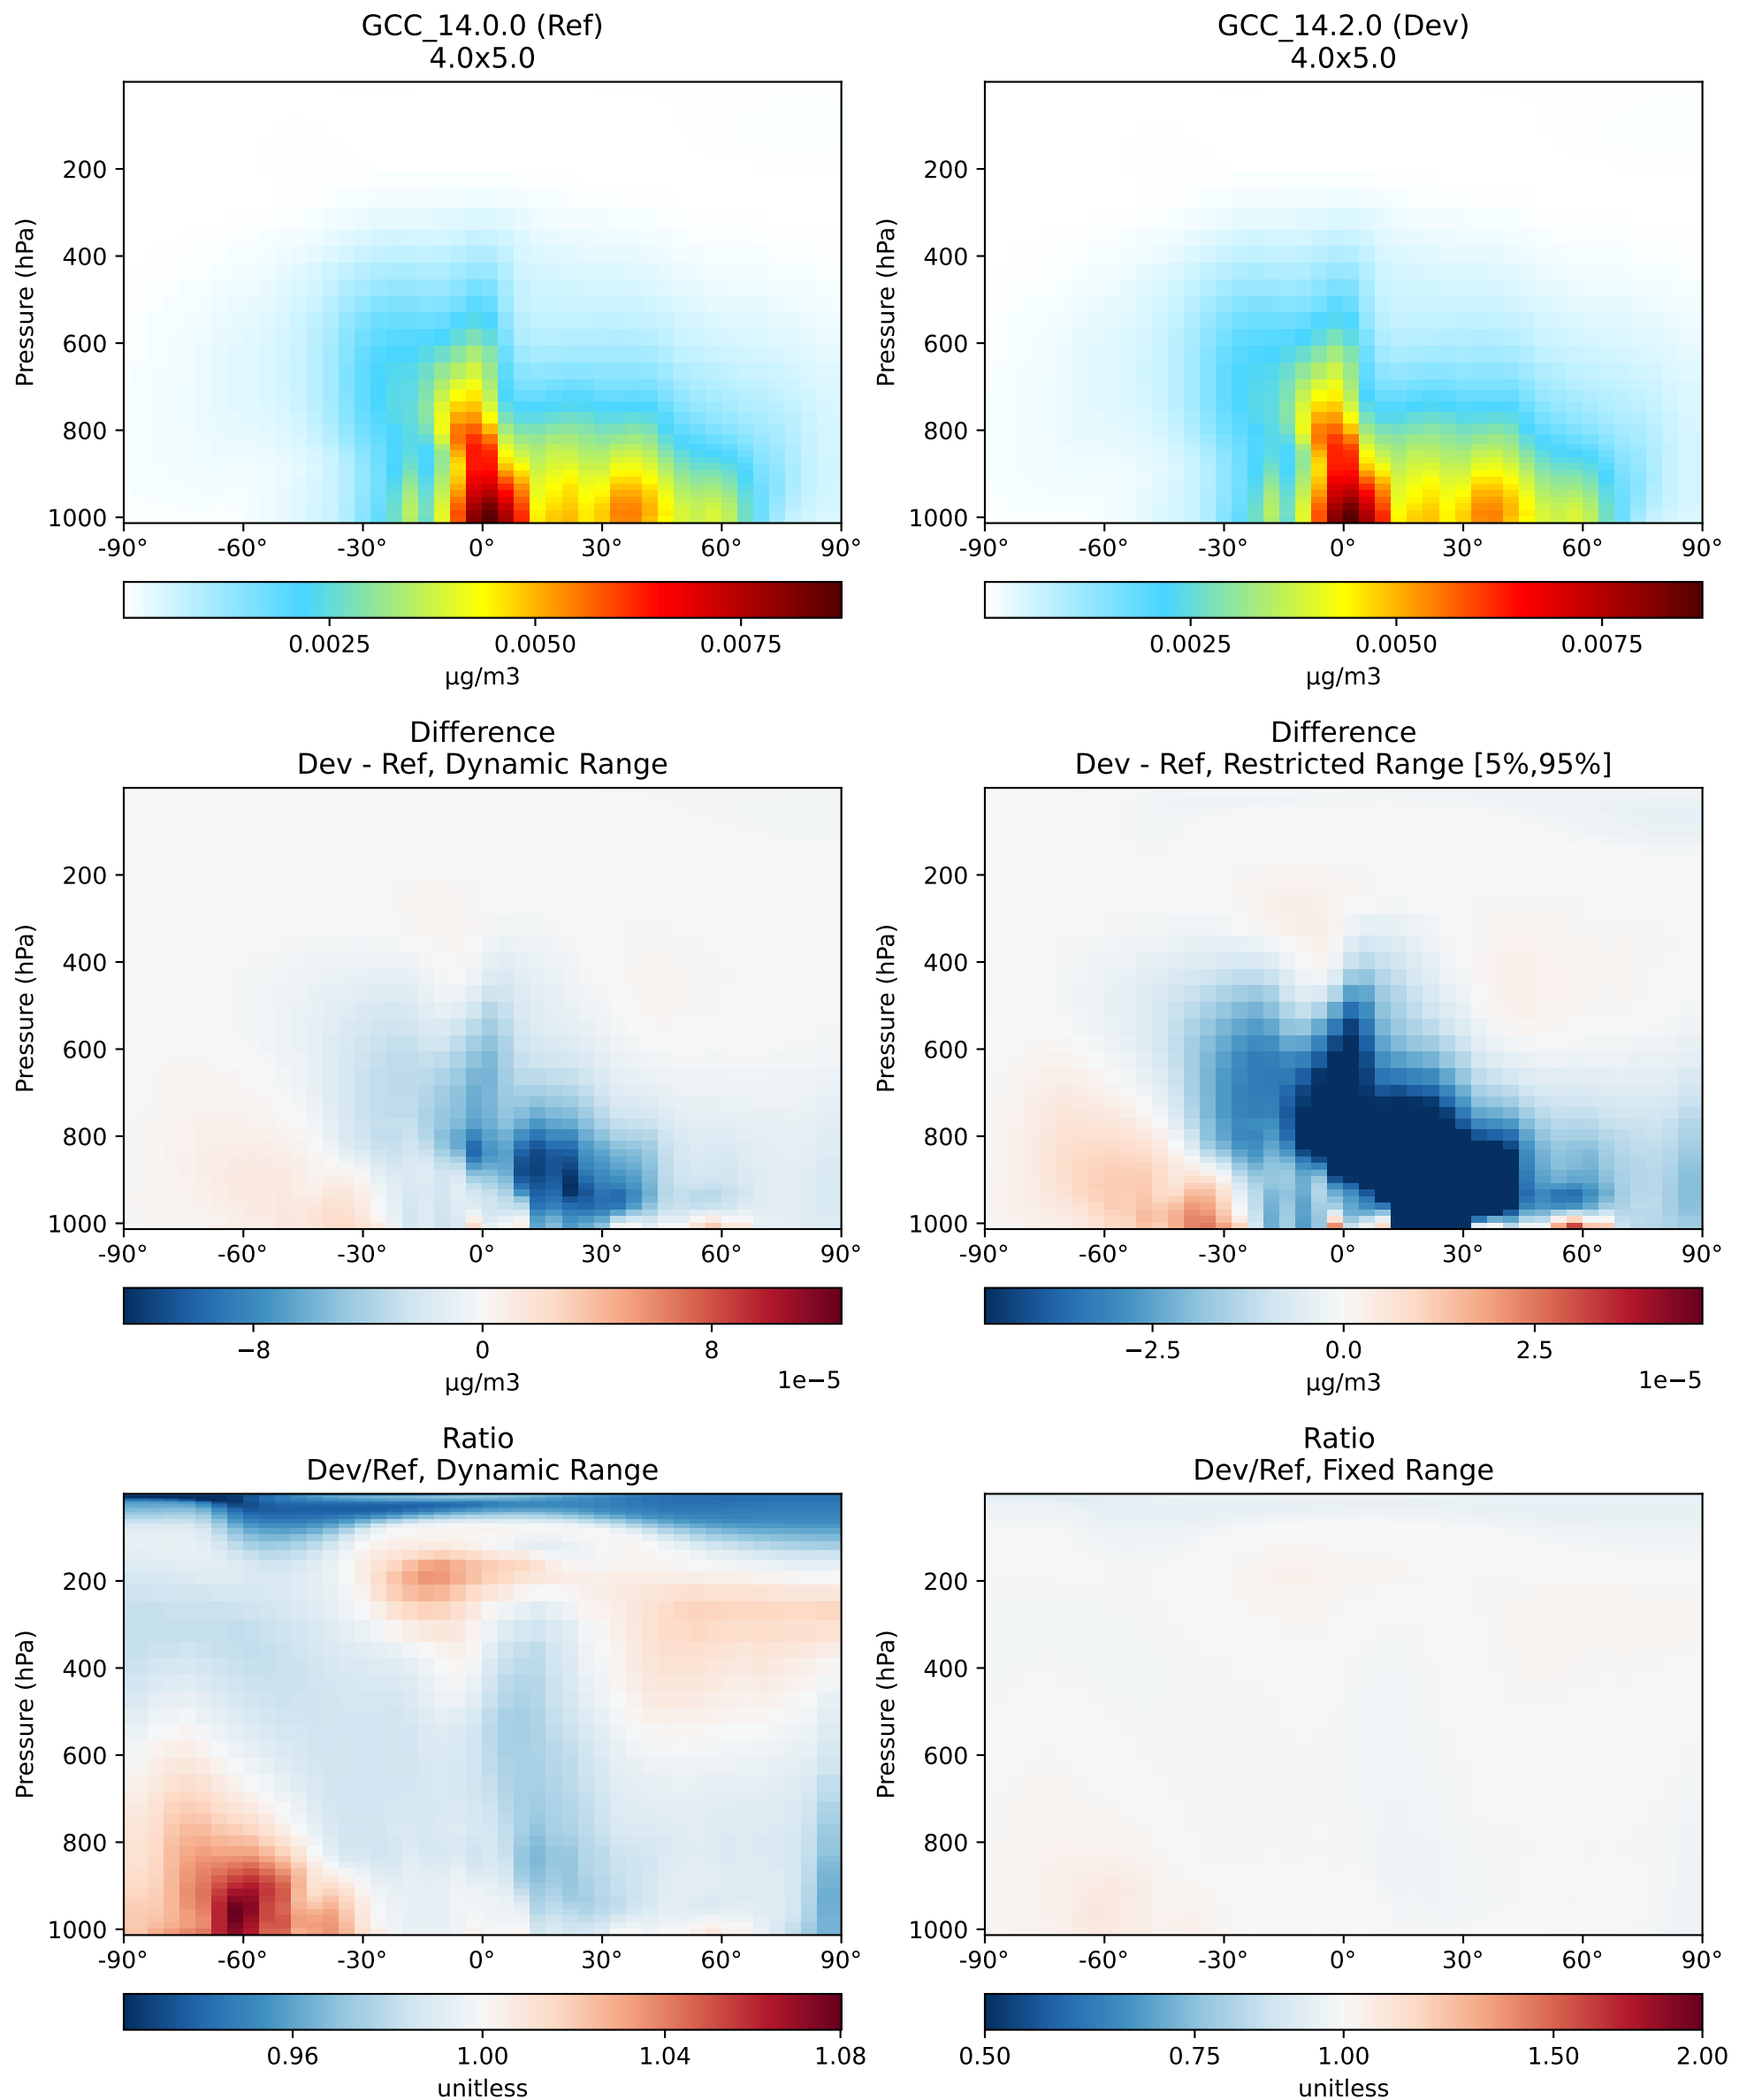 GCC_14.0.0 (Ref)
4.0x5.0
GCC_14.2.0 (Dev)
4.0x5.0
Pressure (hPa)
200
400
600
800
1000
-90° -60° -30° 0° 30° 60° 90°
0.0025 0.0050 0.0075
µg/m3
Pressure (hPa)
200
400
600
800
1000
-90° -60° -30° 0° 30° 60° 90°
0.0025 0.0050 0.0075
µg/m3
Difference
Dev - Ref, Dynamic Range
Pressure (hPa)
200
400
600
800
1000
-90° -60° -30° 0° 30° 60° 90°
−8 0 8
µg/m3 1e−5
Difference
Dev - Ref, Restricted Range [5%,95%]
Pressure (hPa)
200
400
600
800
1000
-90° -60° -30° 0° 30° 60° 90°
−2.5 0.0 2.5
µg/m3 1e−5
Ratio
Dev/Ref, Dynamic Range
Pressure (hPa)
200
400
600
800
1000
-90° -60° -30° 0° 30° 60° 90°
0.96 1.00 1.04 1.08
unitless
Ratio
Dev/Ref, Fixed Range
Pressure (hPa)
200
400
600
800
1000
-90° -60° -30° 0° 30° 60° 90°
0.50 0.75 1.00 1.50 2.00
unitless